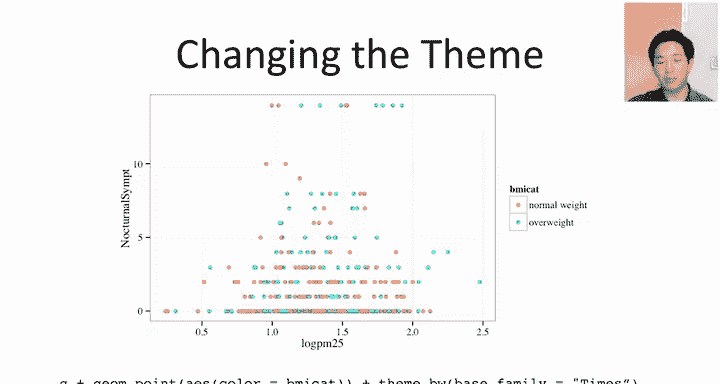 Changing the Theme
NocturnalSympt
10
5
0
0.5 1.0 1.5 2.0 2.5
logpm25
bmicat
normal weight
overweight
g + geom_point(aes(color = bmicat)) + theme_bw(base_family = "Times")